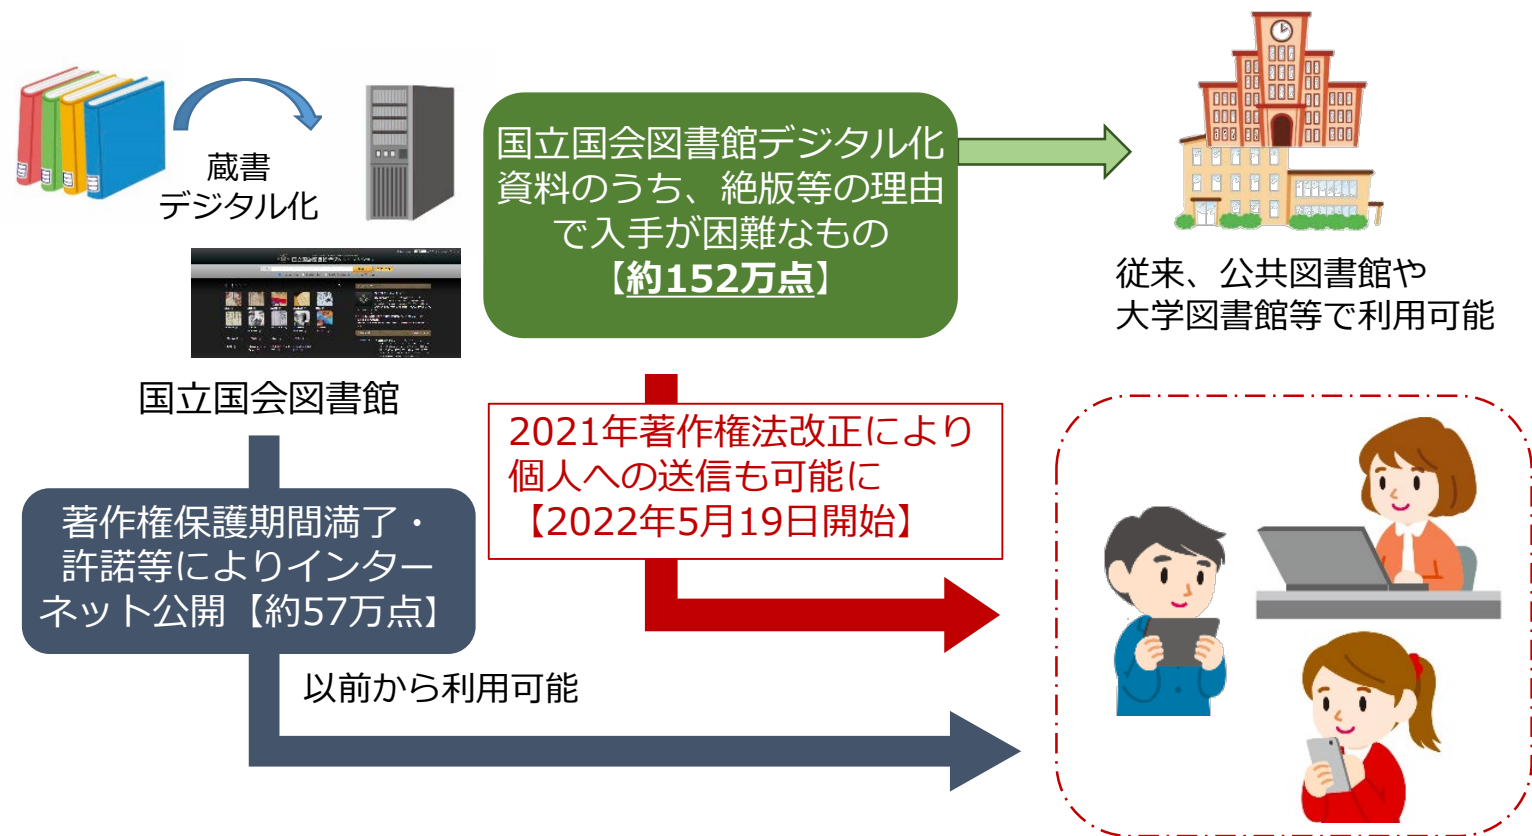 蔵書
デジタル化
国立国会図書館
国立国会図書館デジタル化
資料のうち、絶版等の理由
で入手が困難なもの
【約152万点】
従来、公共図書館や
大学図書館等で利用可能
2021年著作権法改正により
個人への送信も可能に
【2022年5月19日開始】
著作権保護期間満了・
許諾等によりインター
ネット公開【約57万点】
以前から利用可能